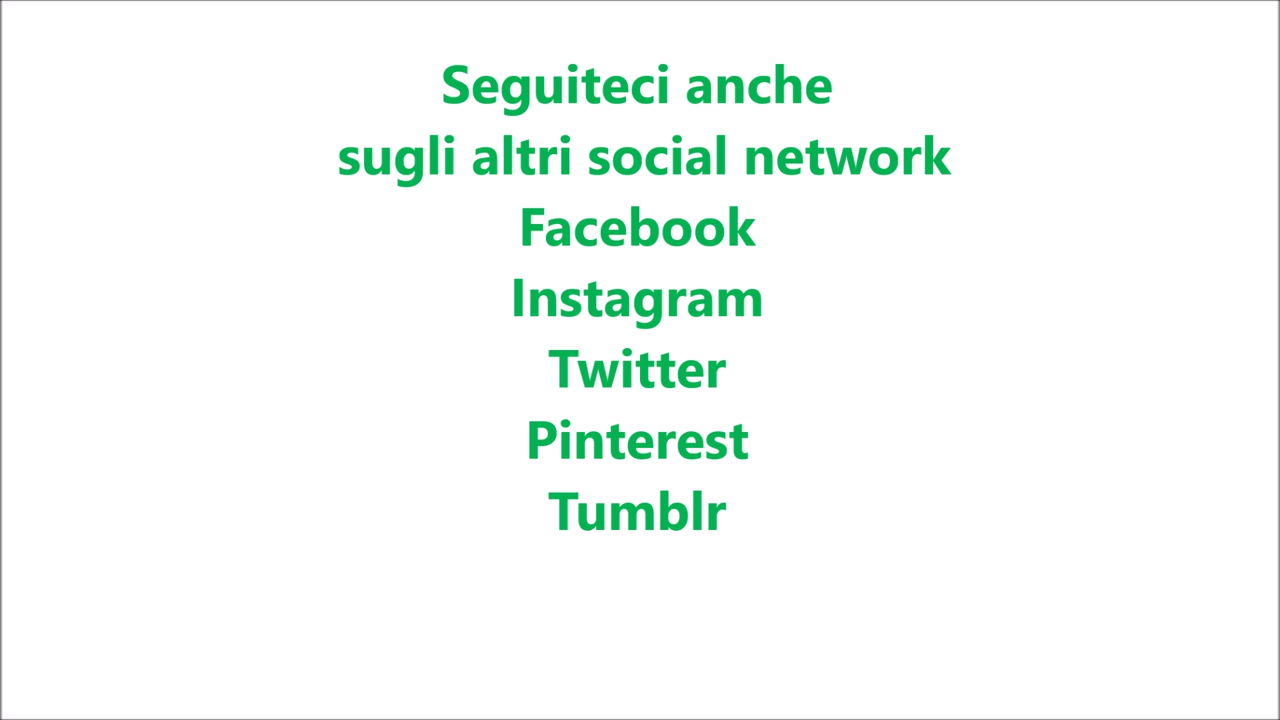 Seguiteci anche
sugli altri social network
Facebook
Instagram
Twitter
Pinterest
Tumblr